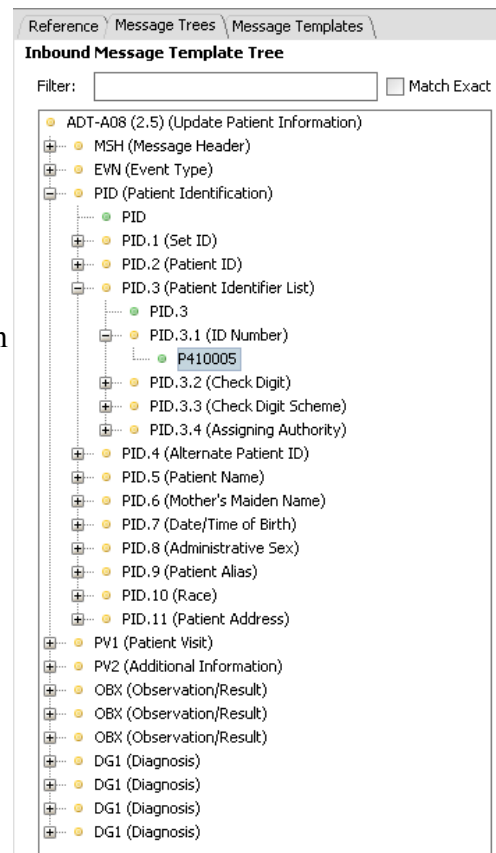 Reference Message Trees Message Templates
Inbound Message Template Tree
Filter: Match Exact
ADT-A08 (2.5) (Update Patient Information)
MSH (Message Header)
EVN (Event Type)
PID (Patient Identification)
PID
PID.1 (Set ID)
PID.2 (Patient ID)
PID.3 (Patient Identifier List)
PID.3
PID.3.1 (ID Number)
P410005
PID.3.2 (Check Digit)
PID.3.3 (Check Digit Scheme)
PID.3.4 (Assigning Authority)
PID.4 (Alternate Patient ID)
PID.5 (Patient Name)
PID.6 (Mother's Maiden Name)
PID.7 (Date/Time of Birth)
PID.8 (Administrative Sex)
PID.9 (Patient Alias)
PID.10 (Race)
PID.11 (Patient Address)
PV1 (Patient Visit)
PV2 (Additional Information)
OBX (Observation/Result)
OBX (Observation/Result)
OBX (Observation/Result)
DG1 (Diagnosis)
DG1 (Diagnosis)
DG1 (Diagnosis)
DG1 (Diagnosis)